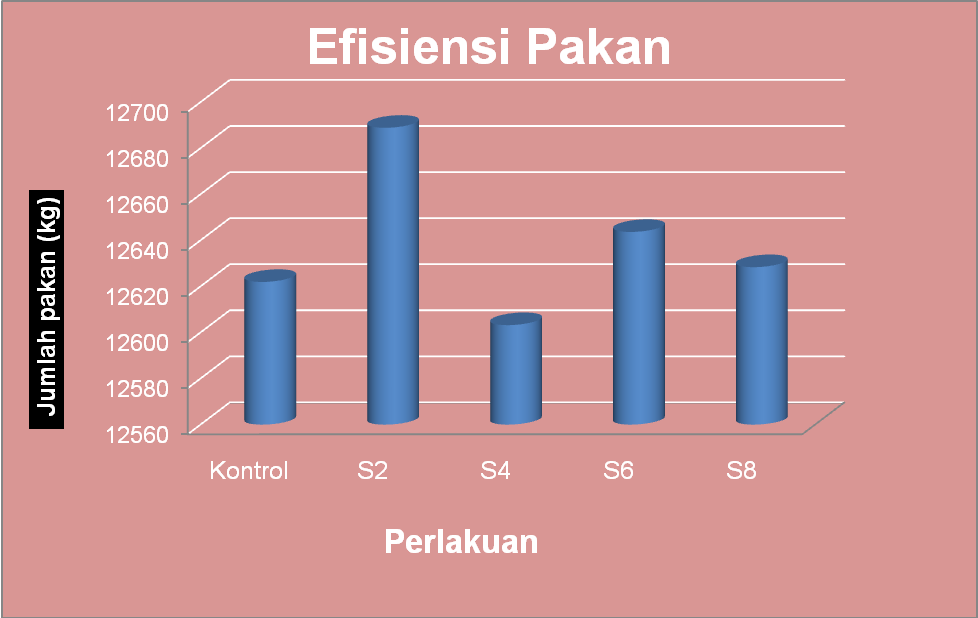 Efisiensi Pakan
12700
12680
12660
12640
12620
12600
12580
12560
Jumlah pakan (kg)
Kontrol S2 S4 S6 S8
Perlakuan